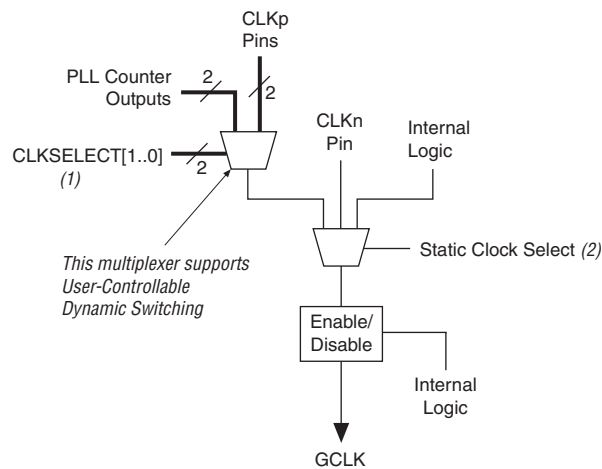 CLKp
Pins
PLL Counter
Outputs
2
2
CLKn
Pin
Internal
Logic
CLKSELECT[1..0]
(1)
2
Static Clock Select (2)
This multiplexer supports
User-Controllable
Dynamic Switching
Enable/
Disable
Internal
Logic
GCLK